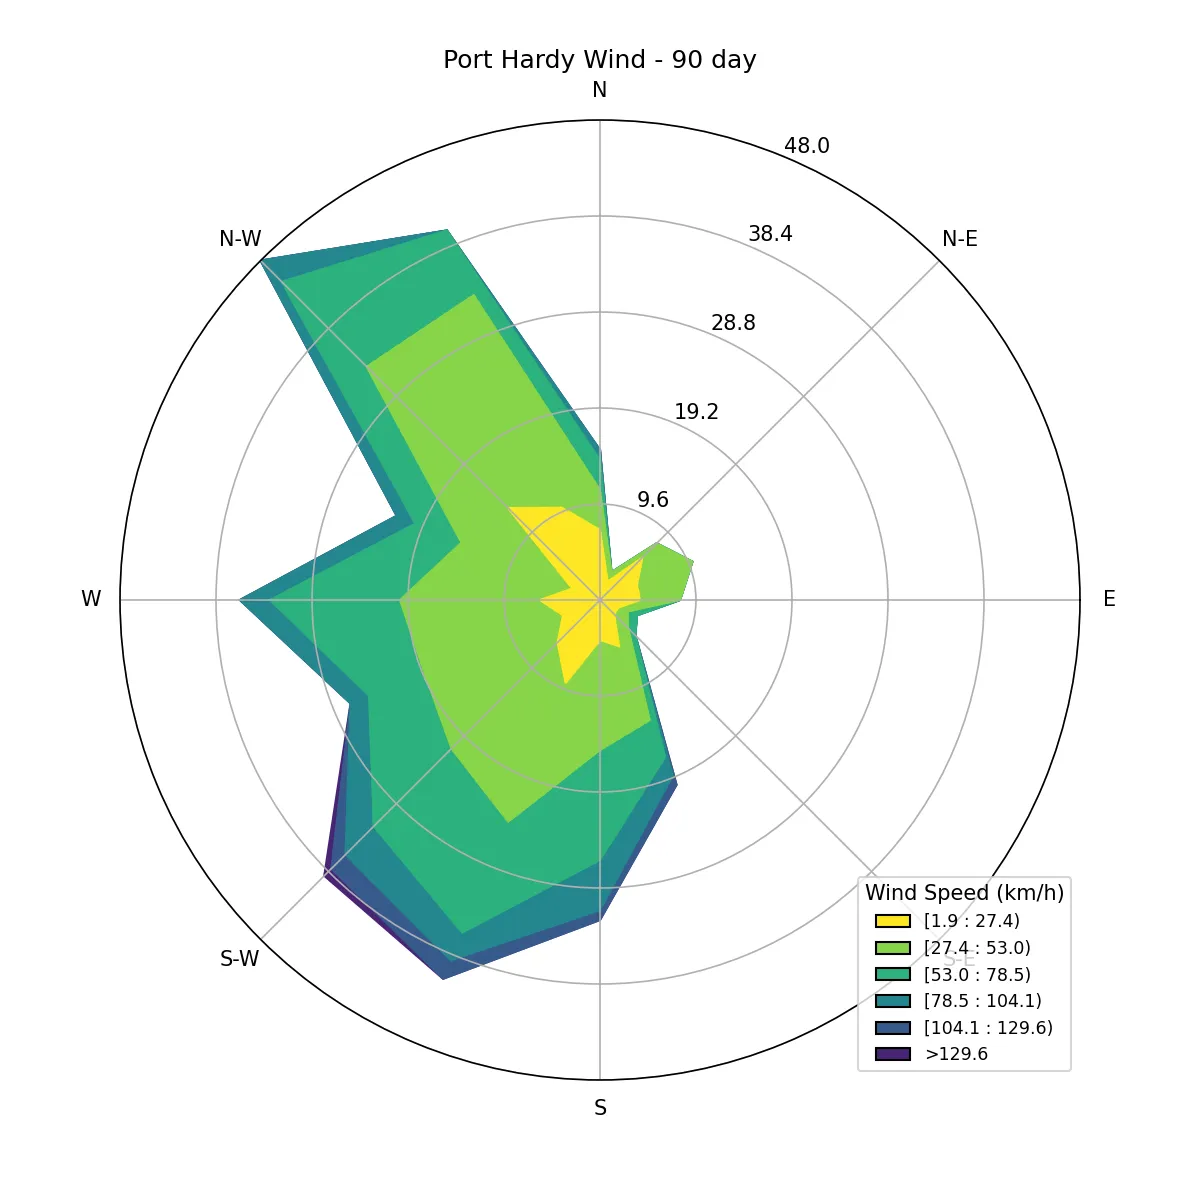 Port Hardy Wind - 90 day
N
48.0
N-W
N-E
38.4
28.8
19.2
9.6
W
E
S-W
S-E
S
Wind Speed (km/h)
[1.9 : 27.4)
[27.4 : 53.0)
[53.0 : 78.5)
[78.5 : 104.1)
[104.1 : 129.6)
>129.6